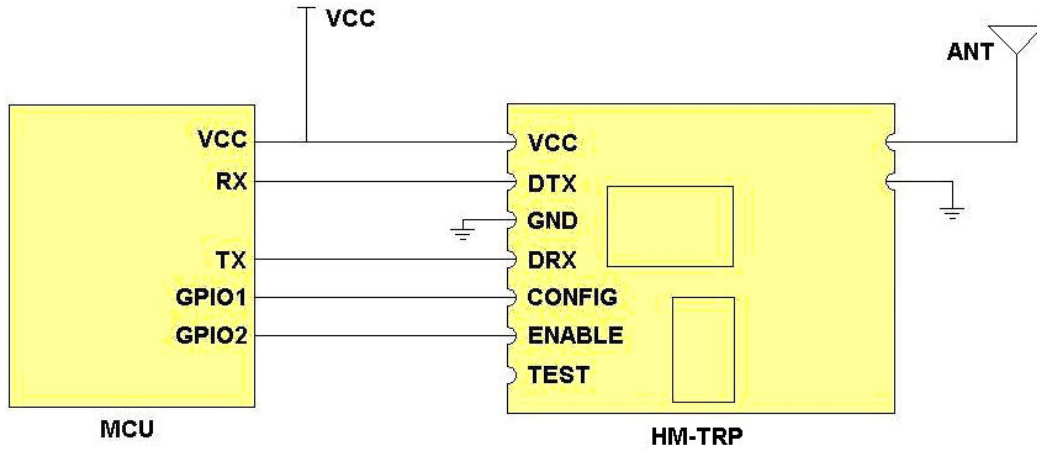 VCC
ANT
VCC
RX
TX
GPIO1
GPIO2
MCU
VCC
DTX
GND
DRX
CONFIG
ENABLE
TEST
HM-TRP